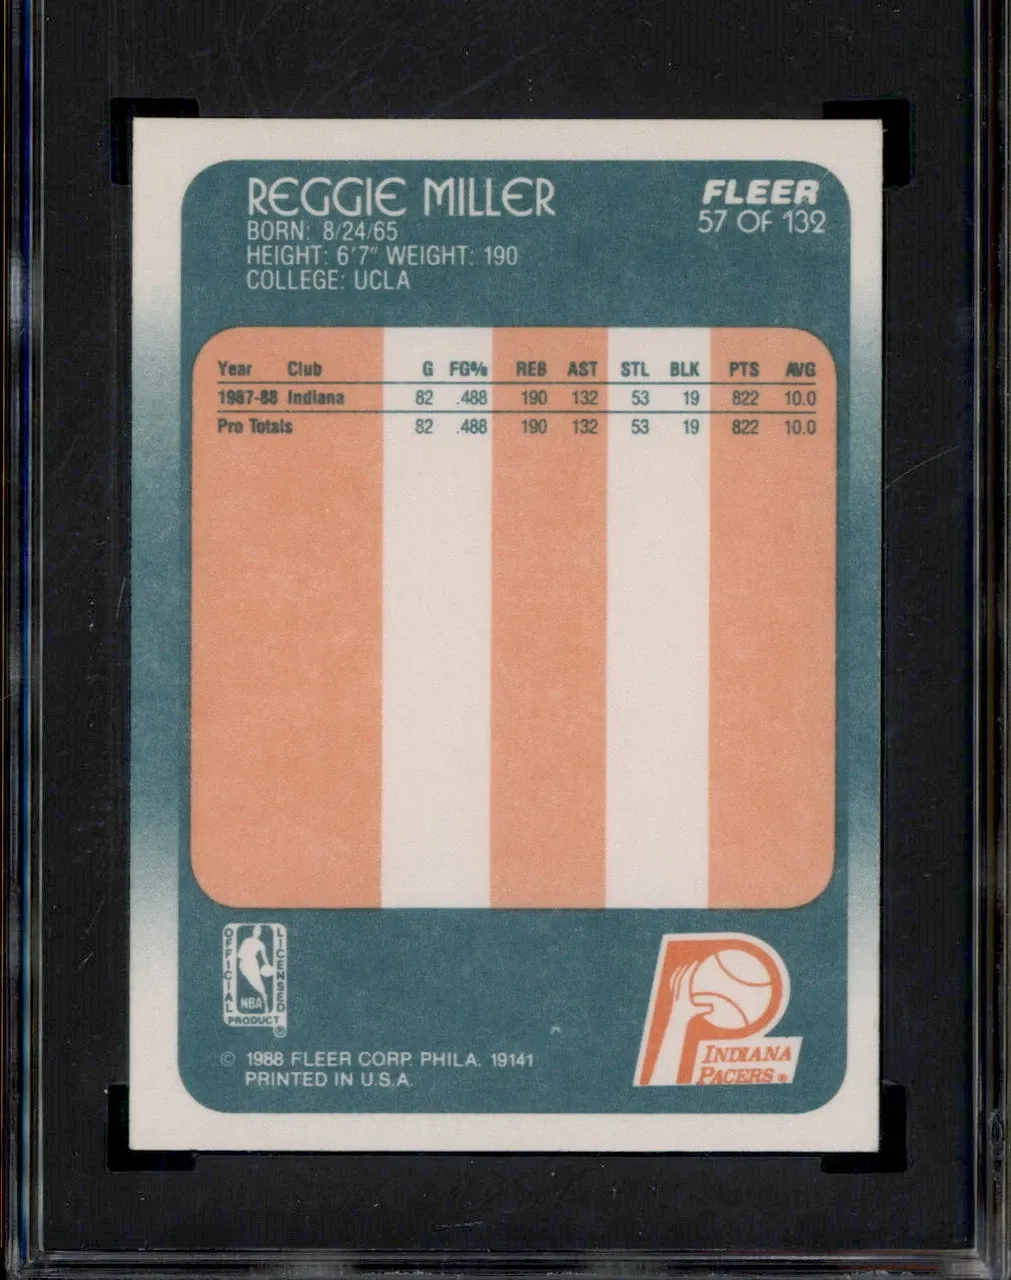 REGGIE MILLER
BORN: 8/24/65
HEIGHT: 6'7" WEIGHT: 190
COLLEGE: UCLA
FLEER
57 OF 132
Year Club G FG% REB AST STL BLK PTS AVG
1987-88 Indiana 82 .488 190 132 53 19 822 10.0
Pro Totals 82 .488 190 132 53 19 822 10.0
OFFICIAL LICENSED
NBA
PRODUCT ®
© 1988 FLEER CORP. PHILA. 19141
PRINTED IN U.S.A.
INDIANA
PACERS ®